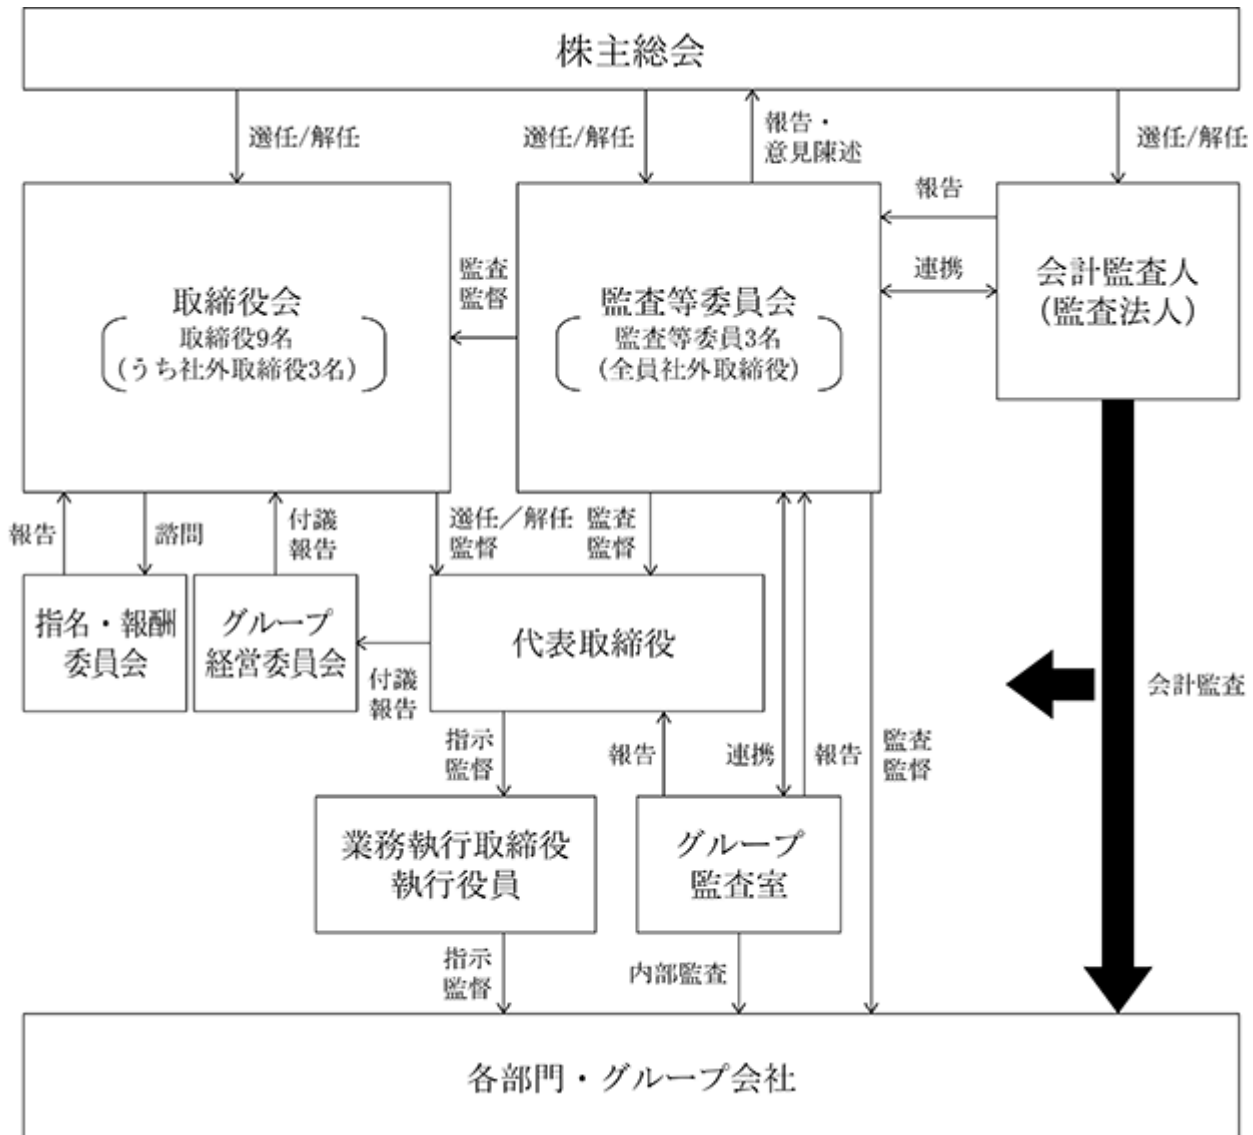 株主総会
選任/解任
選任/解任
報告・
意見陳述
選任/解任
取締役会
取締役9名
(うち社外取締役3名)
監査
監督
監査等委員会
監査等委員3名
(全員社外取締役)
報告
連携
会計監査人
(監査法人)
報告
諮問
付議
報告
選任／解任
監督
監査
監督
指名・報酬
委員会
グループ
経営委員会
付議
報告
代表取締役
会計監査
指示
監督
報告
連携
報告
監査
監督
業務執行取締役
執行役員
グループ
監査室
指示
監督
内部監査
各部門・グループ会社